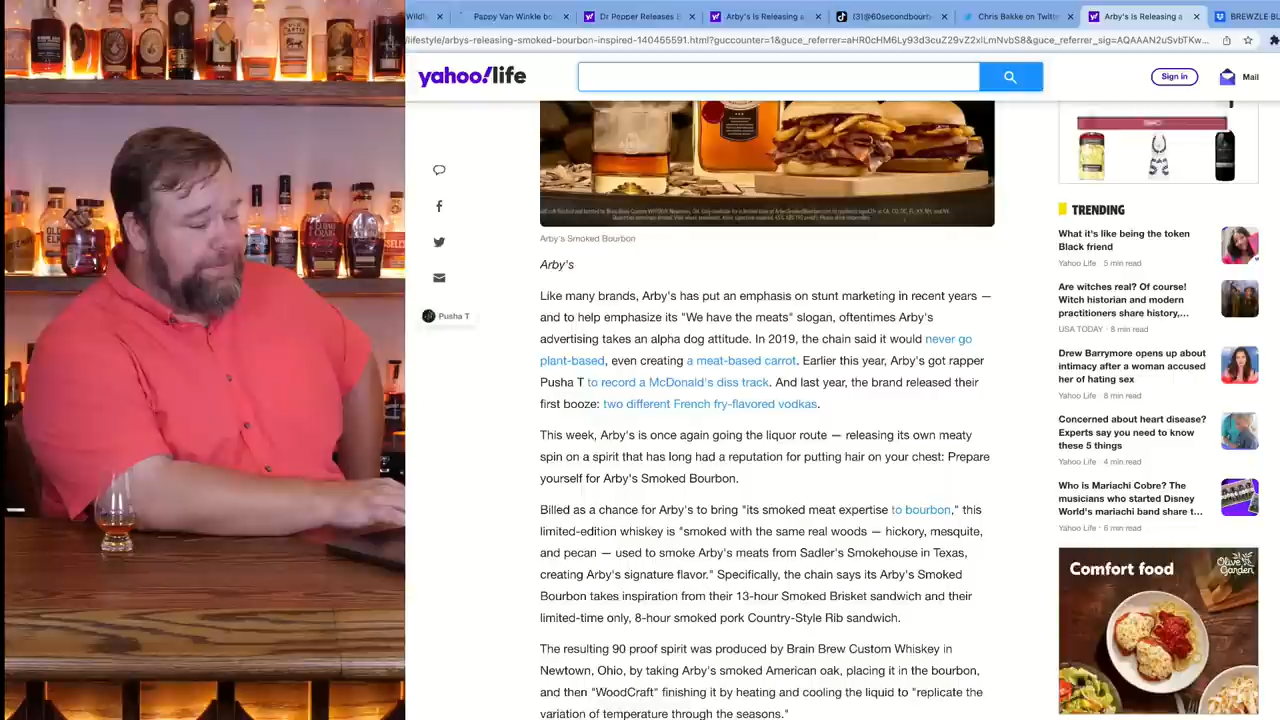 Pappy Van Winkle bo
Dr Pepper Releases B
Arby's Is Releasing a
(3)@60secondbourb
Chris Bakke on Twitte
Arby's Is Releasing a
BREWZLE BL
yahoo!life
Sign in
Mail
Arby's Smoked Bourbon
Arby's
Like many brands, Arby's has put an emphasis on stunt marketing in recent years —
and to help emphasize its "We have the meats" slogan, oftentimes Arby's
advertising takes an alpha dog attitude. In 2019, the chain said it would never go
plant-based, even creating a meat-based carrot. Earlier this year, Arby's got rapper
Pusha T to record a McDonald's diss track. And last year, the brand released their
first booze: two different French fry-flavored vodkas.
This week, Arby's is once again going the liquor route — releasing its own meaty
spin on a spirit that has long had a reputation for putting hair on your chest: Prepare
yourself for Arby's Smoked Bourbon.
Billed as a chance for Arby's to bring "its smoked meat expertise to bourbon," this
limited-edition whiskey is "smoked with the same real woods — hickory, mesquite,
and pecan — used to smoke Arby's meats from Sadler's Smokehouse in Texas,
creating Arby's signature flavor." Specifically, the chain says its Arby's Smoked
Bourbon takes inspiration from their 13-hour Smoked Brisket sandwich and their
limited-time only, 8-hour smoked pork Country-Style Rib sandwich.
The resulting 90 proof spirit was produced by Brain Brew Custom Whiskey in
Newtown, Ohio, by taking Arby's smoked American oak, placing it in the bourbon,
and then "WoodCraft" finishing it by heating and cooling the liquid to "replicate the
variation of temperature through the seasons."
Pusha T
TRENDING
What it's like being the token
Black friend
Yahoo Life · 5 min read
Are witches real? Of course!
Witch historian and modern
practitioners share history,...
USA TODAY · 8 min read
Drew Barrymore opens up about
intimacy after a woman accused
her of hating sex
Yahoo Life · 8 min read
Concerned about heart disease?
Experts say you need to know
these 5 things
Yahoo Life · 4 min read
Who is Mariachi Cobre? The
musicians who started Disney
World's mariachi band share t...
Yahoo Life · 6 min read
Comfort food
Olive Garden